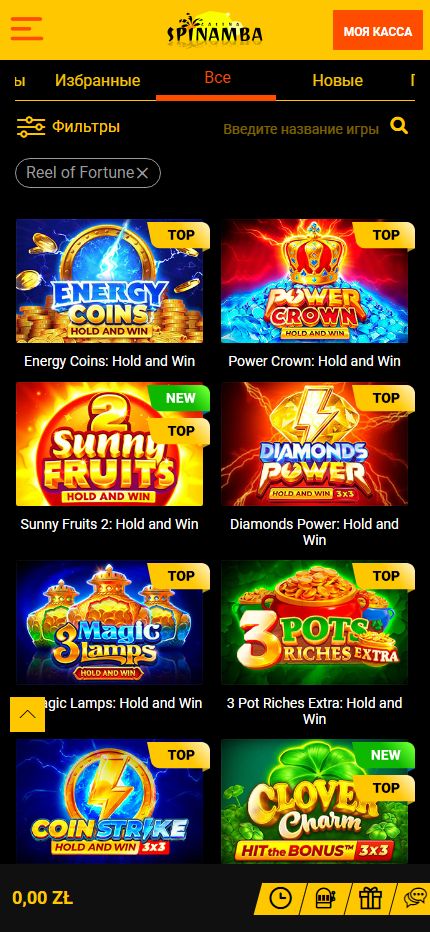 CASINO
SPINAMBA
МОЯ КАССА
ы Избранные Все Новые
Фильтры
Введите название игры
Reel of Fortune
TOP
ENERGY
COINS
HOLD AND WIN
TOP
POWER
CROWN
HOLD AND WIN
Energy Coins: Hold and Win
Power Crown: Hold and Win
NEW
TOP
2
Sunny
FRUITS
HOLD AND WIN
TOP
DIAMONDS
POWER
HOLD AND WIN 3X3
Sunny Fruits 2: Hold and Win
Diamonds Power: Hold and
Win
TOP
3 Magic
Lamps
HOLD AND WIN
TOP
3 POTS
RICHES EXTRA
agic Lamps: Hold and Win
3 Pot Riches Extra: Hold and
Win
TOP
COIN STRIKE
HOLD AND WIN 3X3
NEW
TOP
CLOVER
Charm
HIT the BONUS™ 3X3
0,00 ZŁ